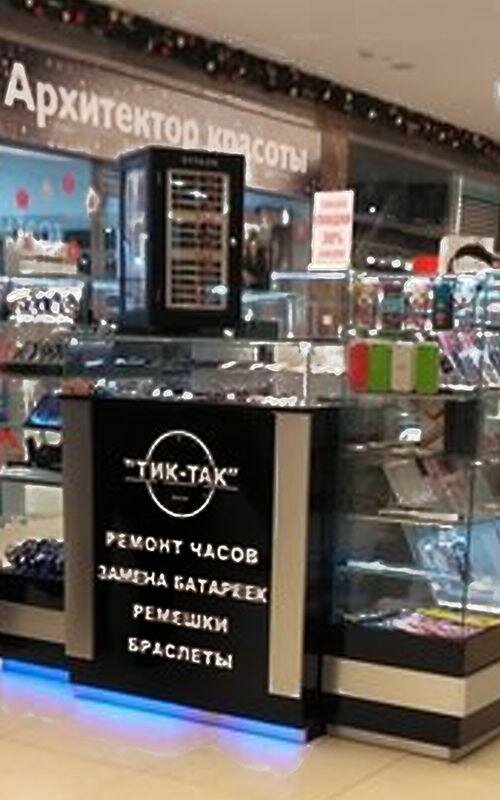 Архитектор красоты
"ТИК-ТАК"
РЕМОНТ ЧАСОВ
ЗАМЕНА БАТАРЕЕК
РЕМЕШКИ
БРАСЛЕТЫ